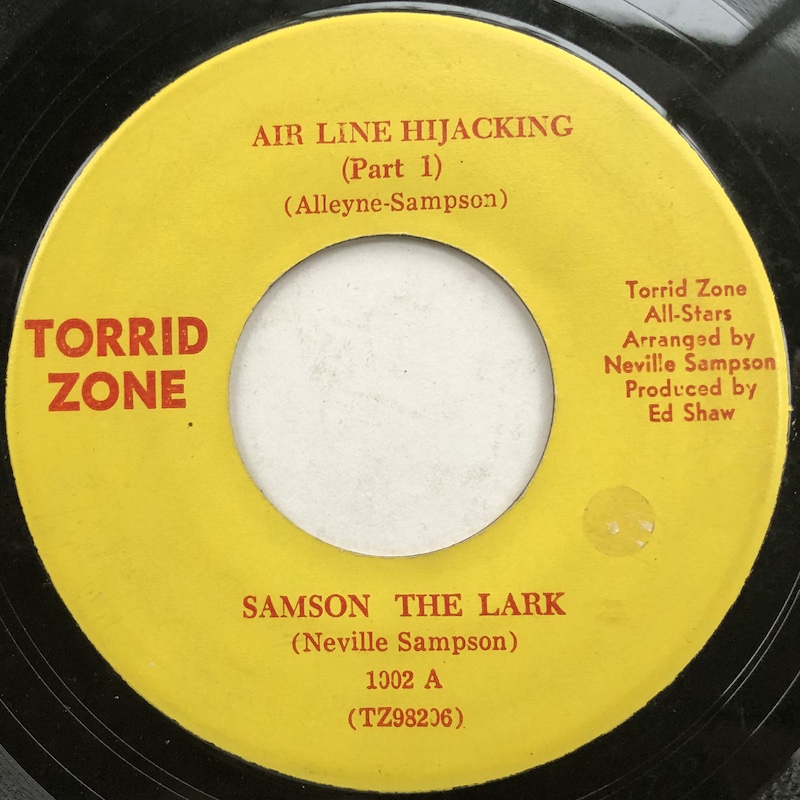 AIR LINE HIJACKING
(Part 1)
(Alleyne-Sampson)
TORRID
ZONE
Torrid Zone
All-Stars
Arranged by
Neville Sampson
Produced by
Ed Shaw
SAMSON THE LARK
(Neville Sampson)
1002 A
(TZ98206)